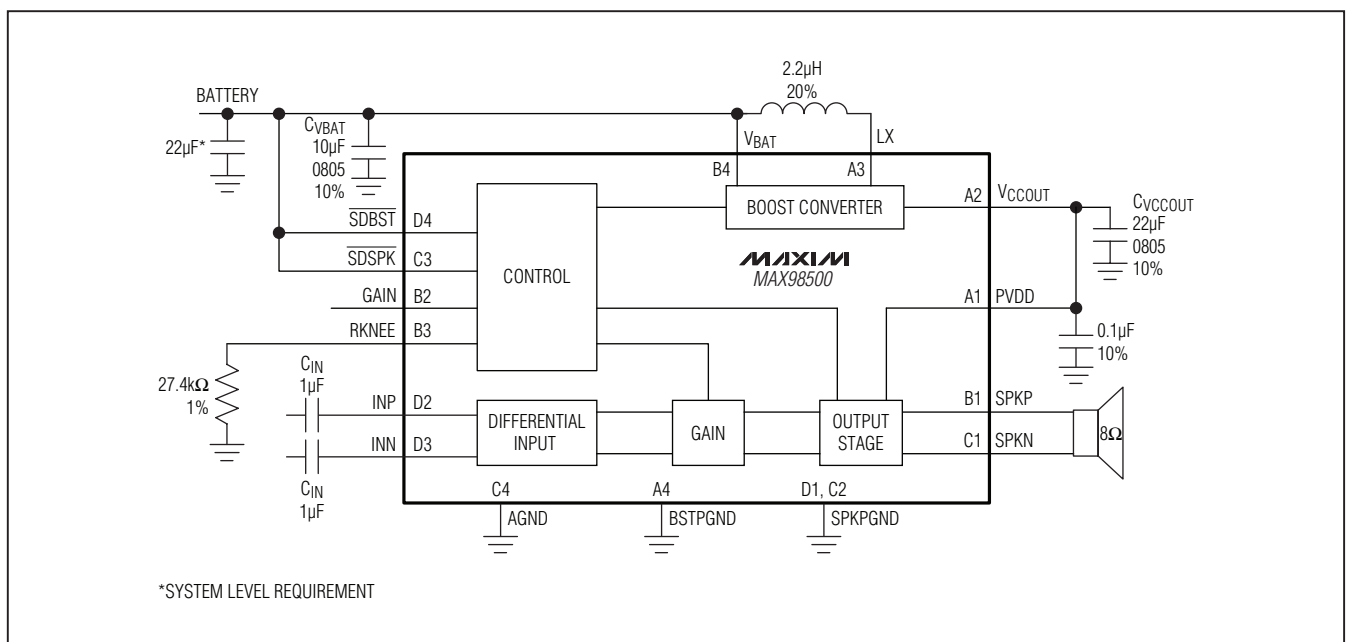 2.2µH
20%
BATTERY
22µF*
CVBAT
10µF
0805
10%
VBAT
LX
B4
A3
BOOST CONVERTER
A2
VCCOUT
CVCCOUT
22µF
0805
10%
SDBST
D4
SDSPK
C3
GAIN
B2
RKNEE
B3
CONTROL
MAXIM
MAX98500
A1
PVDD
0.1µF
10%
27.4kΩ
1%
CIN
1µF
INP
D2
INN
D3
CIN
1µF
DIFFERENTIAL
INPUT
GAIN
OUTPUT
STAGE
B1
SPKP
C1
SPKN
8Ω
C4
AGND
A4
BSTPGND
D1, C2
SPKPGND
*SYSTEM LEVEL REQUIREMENT